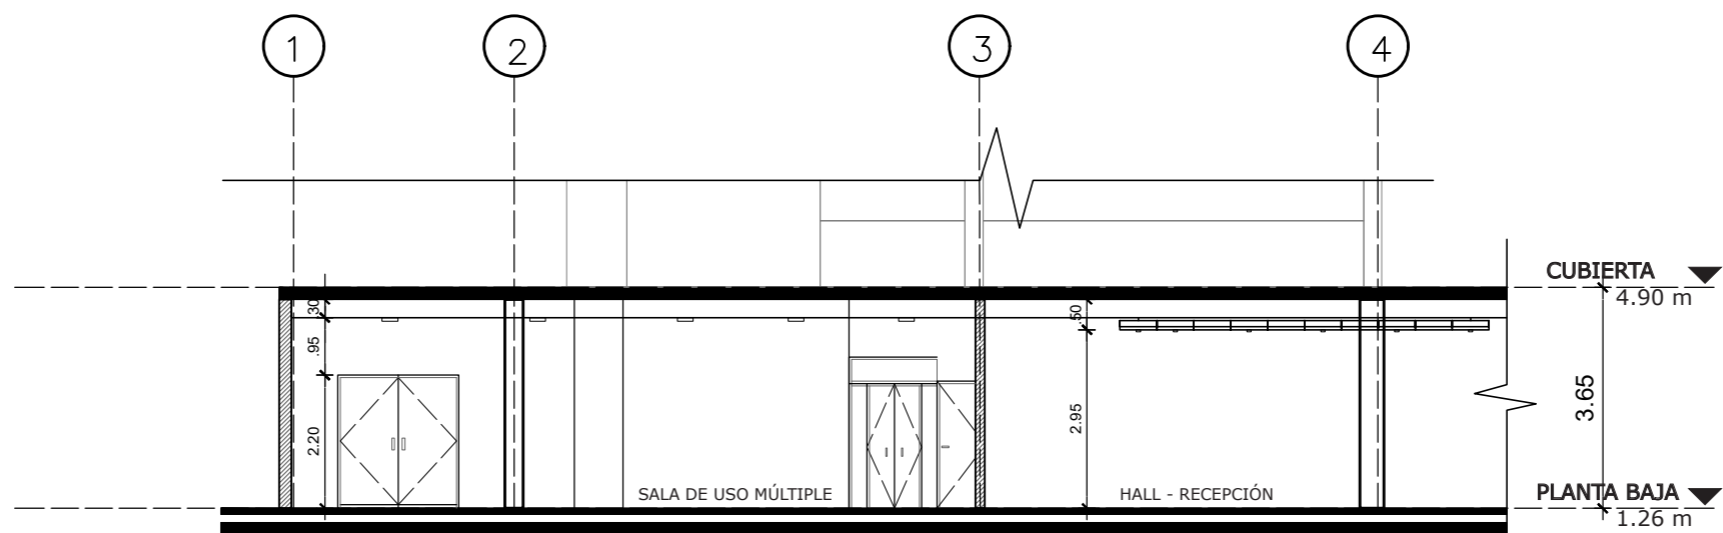 1
2
3
4
CUBIERTA
4.90 m
.30
.50
.95
3.65
2.95
2.20
SALA DE USO MÚLTIPLE
HALL - RECEPCIÓN
PLANTA BAJA
1.26 m